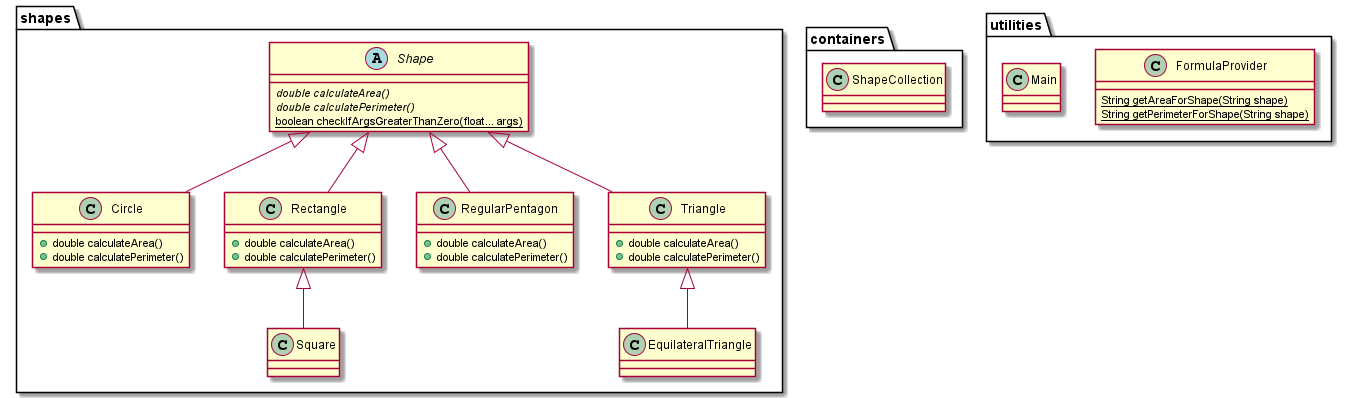 shapes
A Shape
double calculateArea()
double calculatePerimeter()
boolean checkIfArgsGreaterThanZero(float... args)
C Circle
double calculateArea()
double calculatePerimeter()
C Rectangle
double calculateArea()
double calculatePerimeter()
C RegularPentagon
double calculateArea()
double calculatePerimeter()
C Triangle
double calculateArea()
double calculatePerimeter()
C Square
C EquilateralTriangle
containers
C ShapeCollection
utilities
C Main
C FormulaProvider
String getAreaForShape(String shape)
String getPerimeterForShape(String shape)